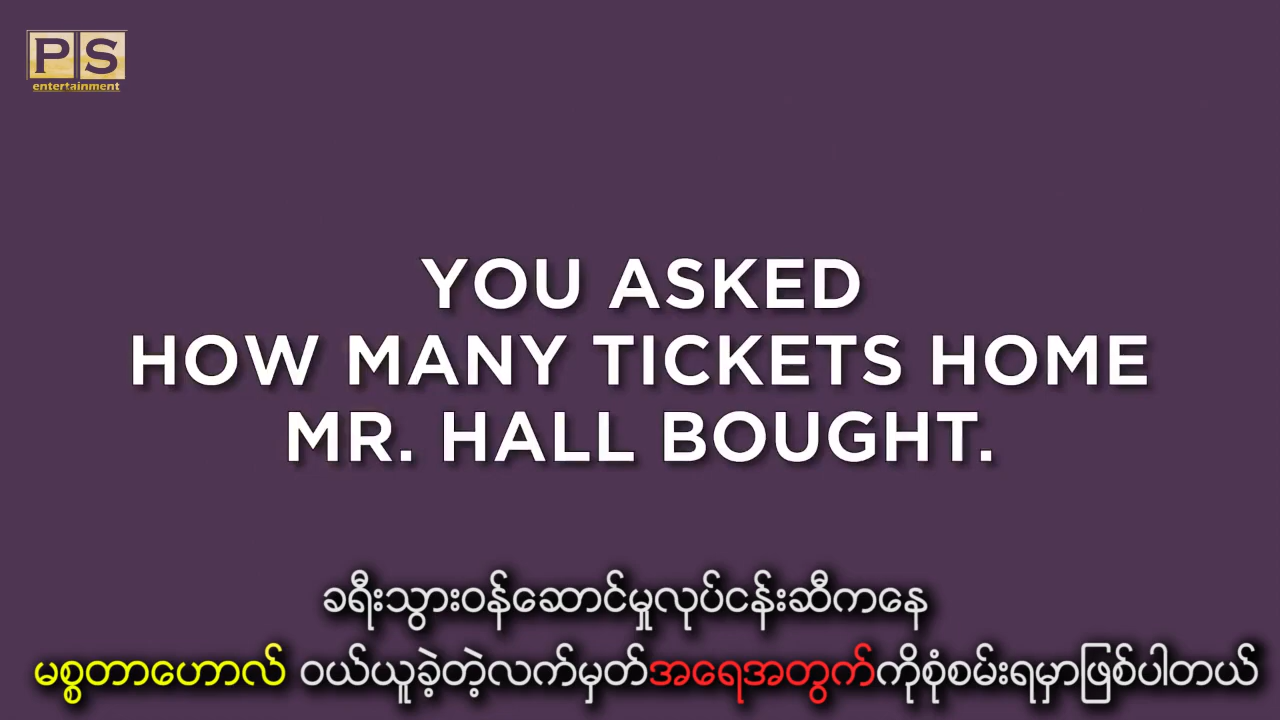 PS
entertainment
YOU ASKED
HOW MANY TICKETS HOME
MR. HALL BOUGHT.
ခရီးသွားဝန်ဆောင်မှုလုပ်ငန်းဆီကနေ
မစ္စတာဟောလ် ဝယ်ယူခဲ့တဲ့လက်မှတ်အရေအတွက်ကိုစုံစမ်းရမှာဖြစ်ပါတယ်